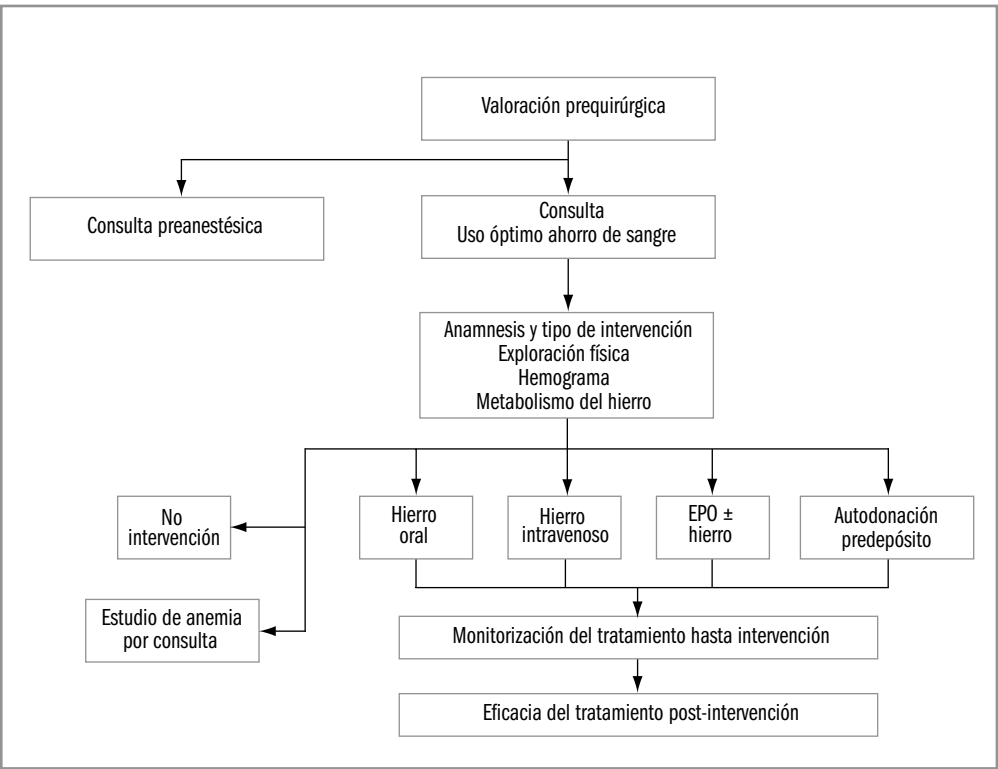 Valoración prequirúrgica
Consulta preanestésica
Consulta
Uso óptimo ahorro de sangre
Anamnesis y tipo de intervención
Exploración física
Hemograma
Metabolismo del hierro
No
intervención
Hierro
oral
Hierro
intravenoso
EPO ±
hierro
Autodonación
predepósito
Estudio de anemia
por consulta
Monitorización del tratamiento hasta intervención
Eficacia del tratamiento post-intervención